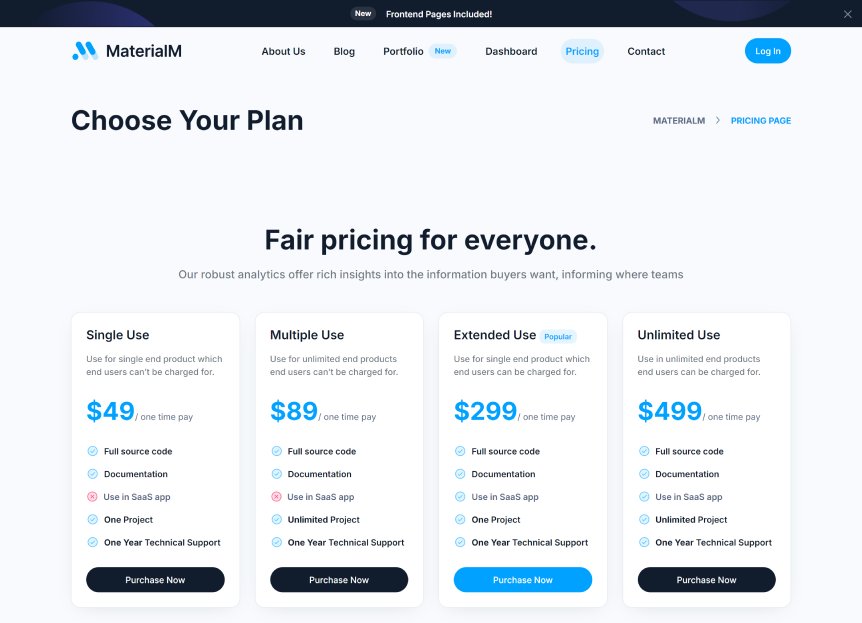 New Frontend Pages Included!
MaterialM About Us Blog Portfolio New Dashboard Pricing Contact Log In
Choose Your Plan
MATERIALM PRICING PAGE
Fair pricing for everyone.
Our robust analytics offer rich insights into the information buyers want, informing where teams
Single Use
Use for single end product which
end users can't be charged for.
$49 / one time pay
Full source code
Documentation
Use in SaaS app
One Project
One Year Technical Support
Purchase Now
Multiple Use
Use for unlimited end products
end users can't be charged for.
$89 / one time pay
Full source code
Documentation
Use in SaaS app
Unlimited Project
One Year Technical Support
Purchase Now
Extended Use Popular
Use for single end product which
end users can be charged for.
$299 / one time pay
Full source code
Documentation
Use in SaaS app
One Project
One Year Technical Support
Purchase Now
Unlimited Use
Use in unlimited end products
end users can be charged for.
$499 / one time pay
Full source code
Documentation
Use in SaaS app
Unlimited Project
One Year Technical Support
Purchase Now